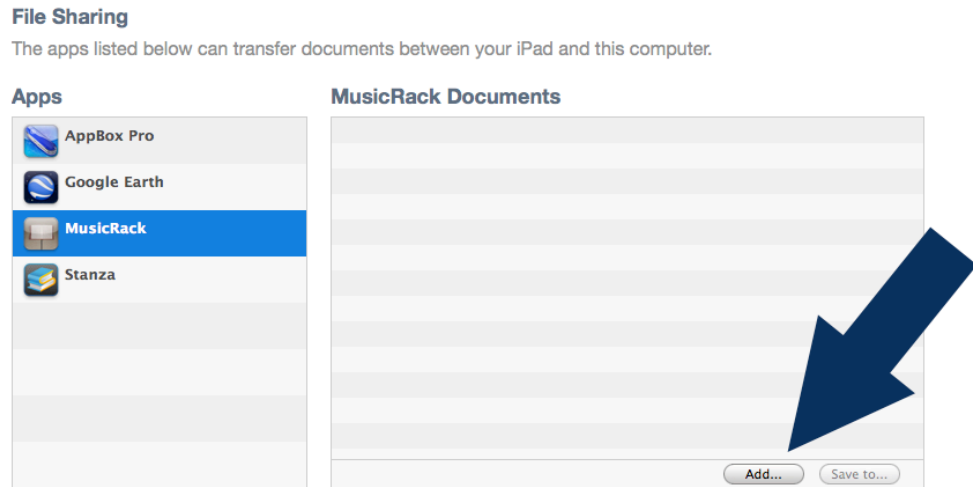 File Sharing
The apps listed below can transfer documents between your iPad and this computer.
Apps
MusicRack Documents
AppBox Pro
Google Earth
MusicRack
Stanza
Add...
Save to...